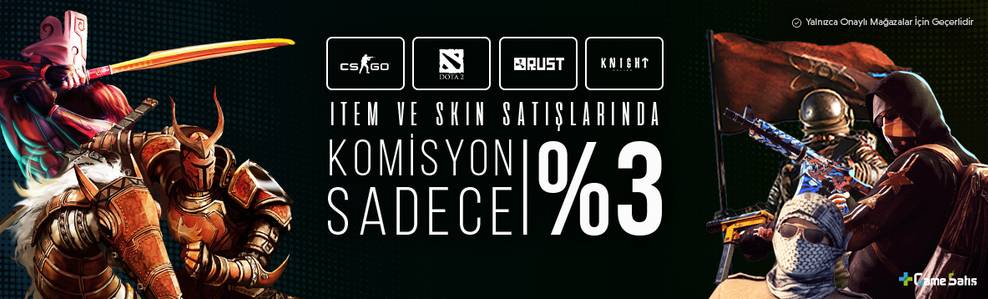 Yalnızca Onaylı Mağazalar İçin Geçerlidir
CS GO
DOTA 2
RUST
KNIGHT
ITEM VE SKIN SATIŞLARINDA
KOMİSYON
SADECE
%3
GameSatış